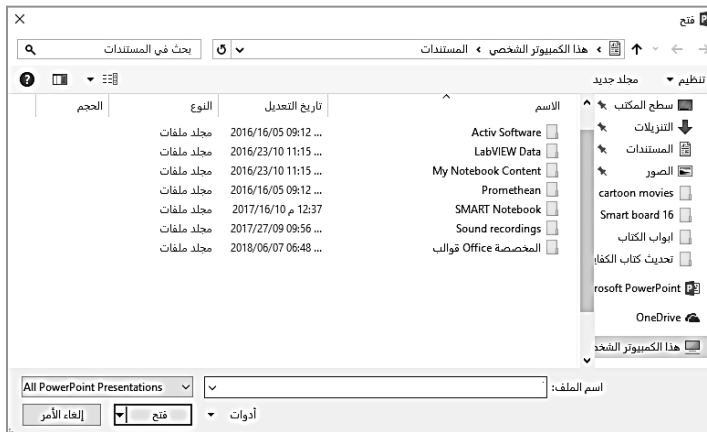 فتح
هذا الكمبيوتر الشخصي › المستندات
بحث في المستندات
تنظيم
مجلد جديد
سطح المكتب
التنزيلات
المستندات
الصور
cartoon movies
Smart board 16
ابواب الكتاب
تحديث كتاب الكفاي
rosoft PowerPoint
OneDrive
هذا الكمبيوتر الشخص
الاسم تاريخ التعديل النوع الحجم
Activ Software 2016/16/05 09:12 ... مجلد ملفات
LabVIEW Data 2016/23/10 11:15 ... مجلد ملفات
My Notebook Content 2016/23/10 11:15 ... مجلد ملفات
Promethean 2016/16/05 09:12 ... مجلد ملفات
SMART Notebook 2017/16/10 12:37 م مجلد ملفات
Sound recordings 2017/27/09 09:56 ... مجلد ملفات
قوالب Office المخصصة 2018/06/07 06:48 ... مجلد ملفات
اسم الملف:
All PowerPoint Presentations
أدوات
فتح
إلغاء الأمر